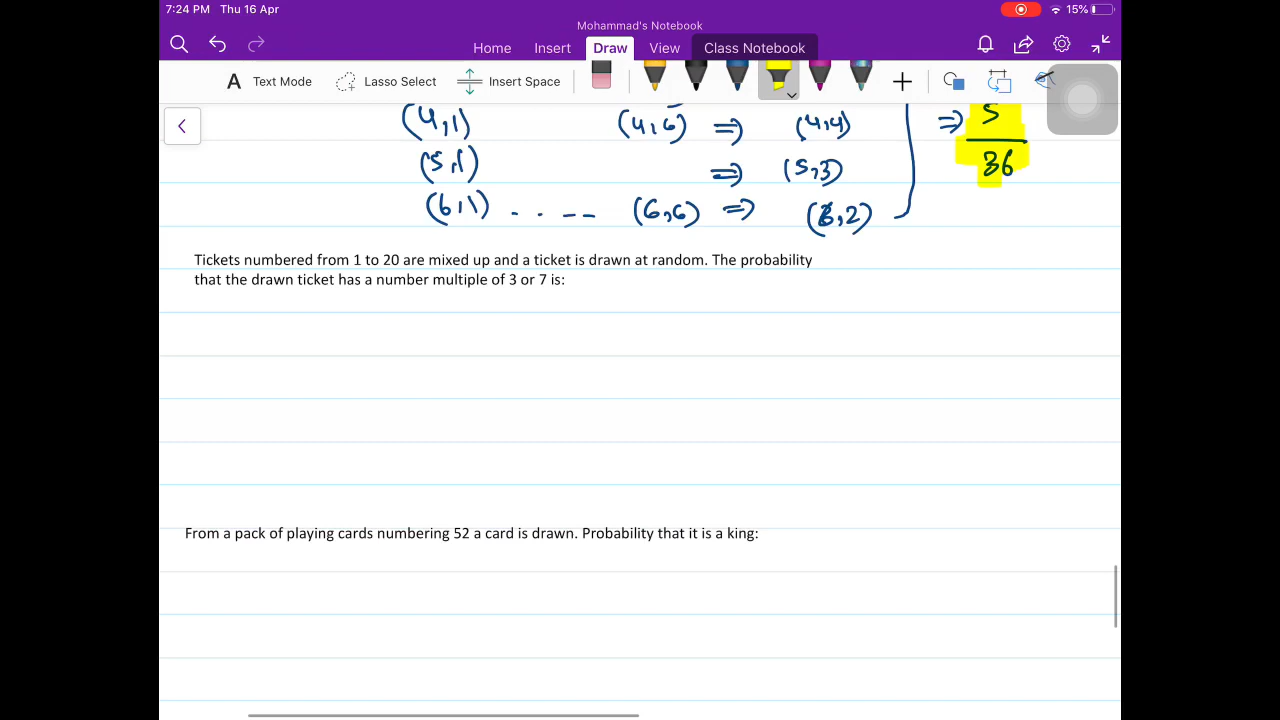 7:24 PM Thu 16 Apr
15%
Mohammad's Notebook
Home Insert Draw View Class Notebook
A Text Mode Lasso Select Insert Space
(4,1) (4,6) => (4,4) => 5
(5,1) => (5,3) 36
(6,1) . . -- (6,6) => (6,2)
Tickets numbered from 1 to 20 are mixed up and a ticket is drawn at random. The probability
that the drawn ticket has a number multiple of 3 or 7 is:
From a pack of playing cards numbering 52 a card is drawn. Probability that it is a king: